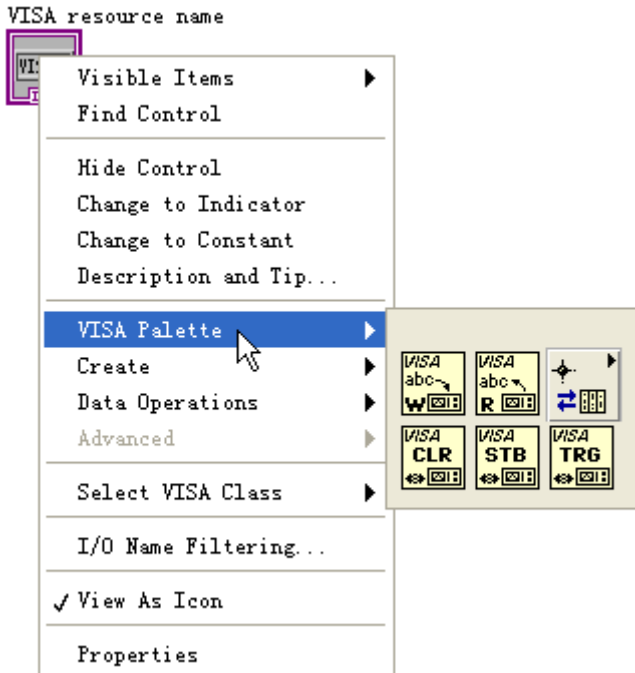 VISA resource name
Visible Items
Find Control
Hide Control
Change to Indicator
Change to Constant
Description and Tip...
VISA Palette
Create
Data Operations
Advanced
Select VISA Class
I/O Name Filtering...
View As Icon
Properties
VISA abc W
VISA abc R
VISA CLR
VISA STB
VISA TRG